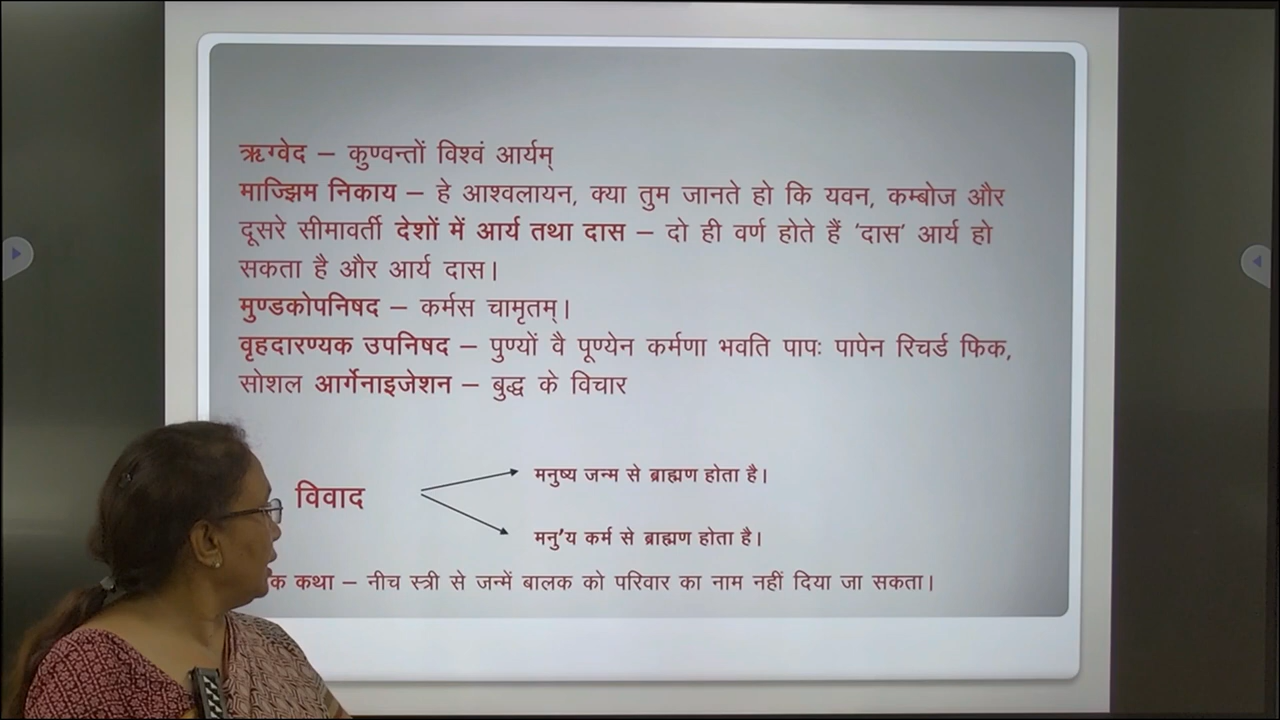 ऋग्वेद – कुण्वन्तों विश्वं आर्यम्
माज्झिम निकाय – हे आश्वलायन, क्या तुम जानते हो कि यवन, कम्बोज और
दूसरे सीमावर्ती देशों में आर्य तथा दास – दो ही वर्ण होते हैं 'दास' आर्य हो
सकता है और आर्य दास।
मुण्डकोपनिषद – कर्मस चामृतम्।
वृहदारण्यक उपनिषद – पुण्यों वै पूण्येन कर्मणा भवति पापः पापेन रिचर्ड फिक,
सोशल आर्गेनाइजेशन – बुद्ध के विचार
मनुष्य जन्म से ब्राह्मण होता है।
विवाद
मनु'य कर्म से ब्राह्मण होता है।
कथा – नीच स्त्री से जन्में बालक को परिवार का नाम नहीं दिया जा सकता।